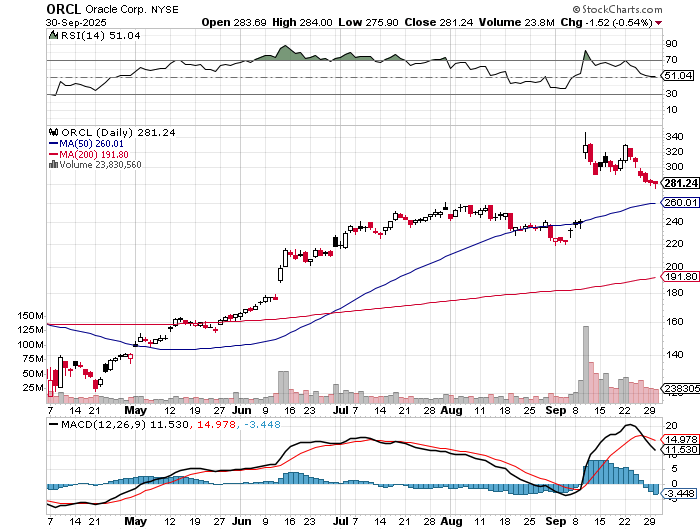 ORCL Oracle Corp. NYSE © StockCharts.com
30-Sep-2025 Open 283.69 High 284.00 Low 275.90 Close 281.24 Volume 23.8M Chg -1.52 (-0.54%)
RSI(14) 51.04
90
70
51.04
30
10
ORCL (Daily) 281.24
MA(50) 260.01
MA(200) 191.80
Volume 23,830,560
340
320
300
281.24
260.01
240
220
200
191.80
180
160
140
150M
125M
100M
75M
50M
25M
238305
7 14 21 May 12 19 27 Jun 9 16 23 Jul 7 14 21 28 Aug 11 18 25 Sep 8 15 22 29
MACD(12,26,9) 11.530, 14.978, -3.448
20
14.978
11.530
5
0
-3.448
7 14 21 May 12 19 27 Jun 9 16 23 Jul 7 14 21 28 Aug 11 18 25 Sep 8 15 22 29